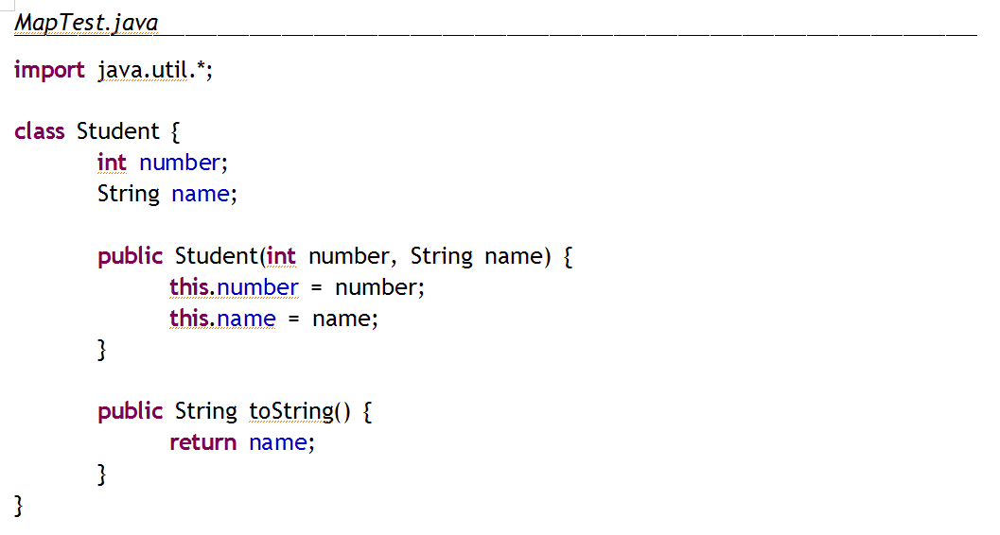 MapTest.java
import java.util.*;
class Student {
int number;
String name;
public Student(int number, String name) {
this.number = number;
this.name = name;
}
public String toString() {
return name;
}
}